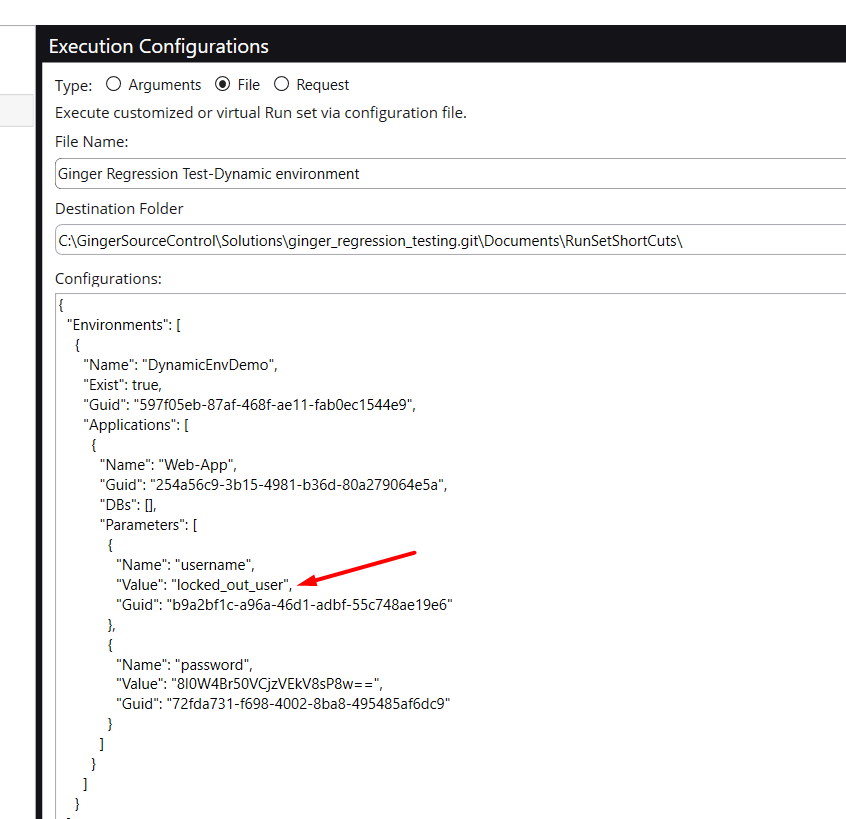 Execution Configurations
Type: Arguments File Request
Execute customized or virtual Run set via configuration file.
File Name:
Ginger Regression Test-Dynamic environment
Destination Folder
C:\GingerSourceControl\Solutions\ginger_regression_testing.git\Documents\RunSetShortCuts\
Configurations:
{
"Environments": [
{
"Name": "DynamicEnvDemo",
"Exist": true,
"Guid": "597f05eb-87af-468f-ae11-fab0ec1544e9",
"Applications": [
{
"Name": "Web-App",
"Guid": "254a56c9-3b15-4981-b36d-80a279064e5a",
"DBs": [],
"Parameters": [
{
"Name": "username",
"Value": "locked_out_user",
"Guid": "b9a2bf1c-a96a-46d1-adbf-55c748ae19e6"
},
{
"Name": "password",
"Value": "8I0W4Br50VCjzVEkV8sP8w==",
"Guid": "72fda731-f698-4002-8ba8-495485af6dc9"
}
]
}
]
}